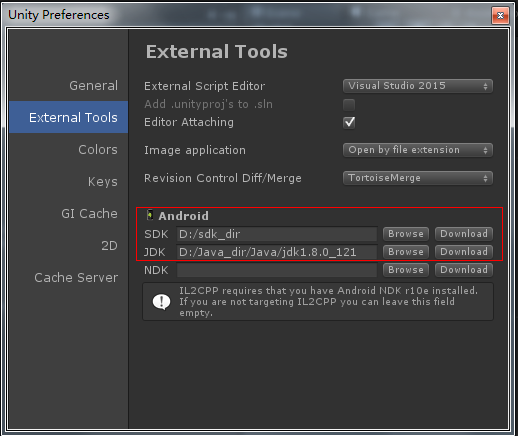 Unity Preferences
External Tools
General
External Tools
Colors
Keys
GI Cache
2D
Cache Server
External Script Editor Visual Studio 2015
Add .unityproj's to .sln
Editor Attaching
Image application Open by file extension
Revision Control Diff/Merge TortoiseMerge
Android
SDK D:/sdk_dir Browse Download
JDK D:/Java_dir/Java/jdk1.8.0_121 Browse Download
NDK Browse Download
IL2CPP requires that you have Android NDK r10e installed.
If you are not targeting IL2CPP you can leave this field
empty.